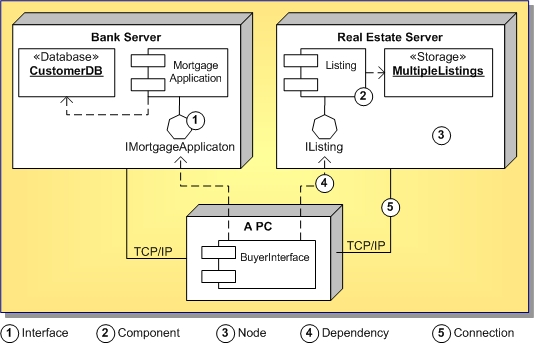 Bank Server
Real Estate Server
«Database»
CustomerDB
Mortgage
Application
Listing
«Storage»
MultipleListings
2
1
3
IMortgageApplicaton
IListing
4
5
A PC
TCP/IP
BuyerInterface
TCP/IP
1 Interface
2 Component
3 Node
4 Dependency
5 Connection